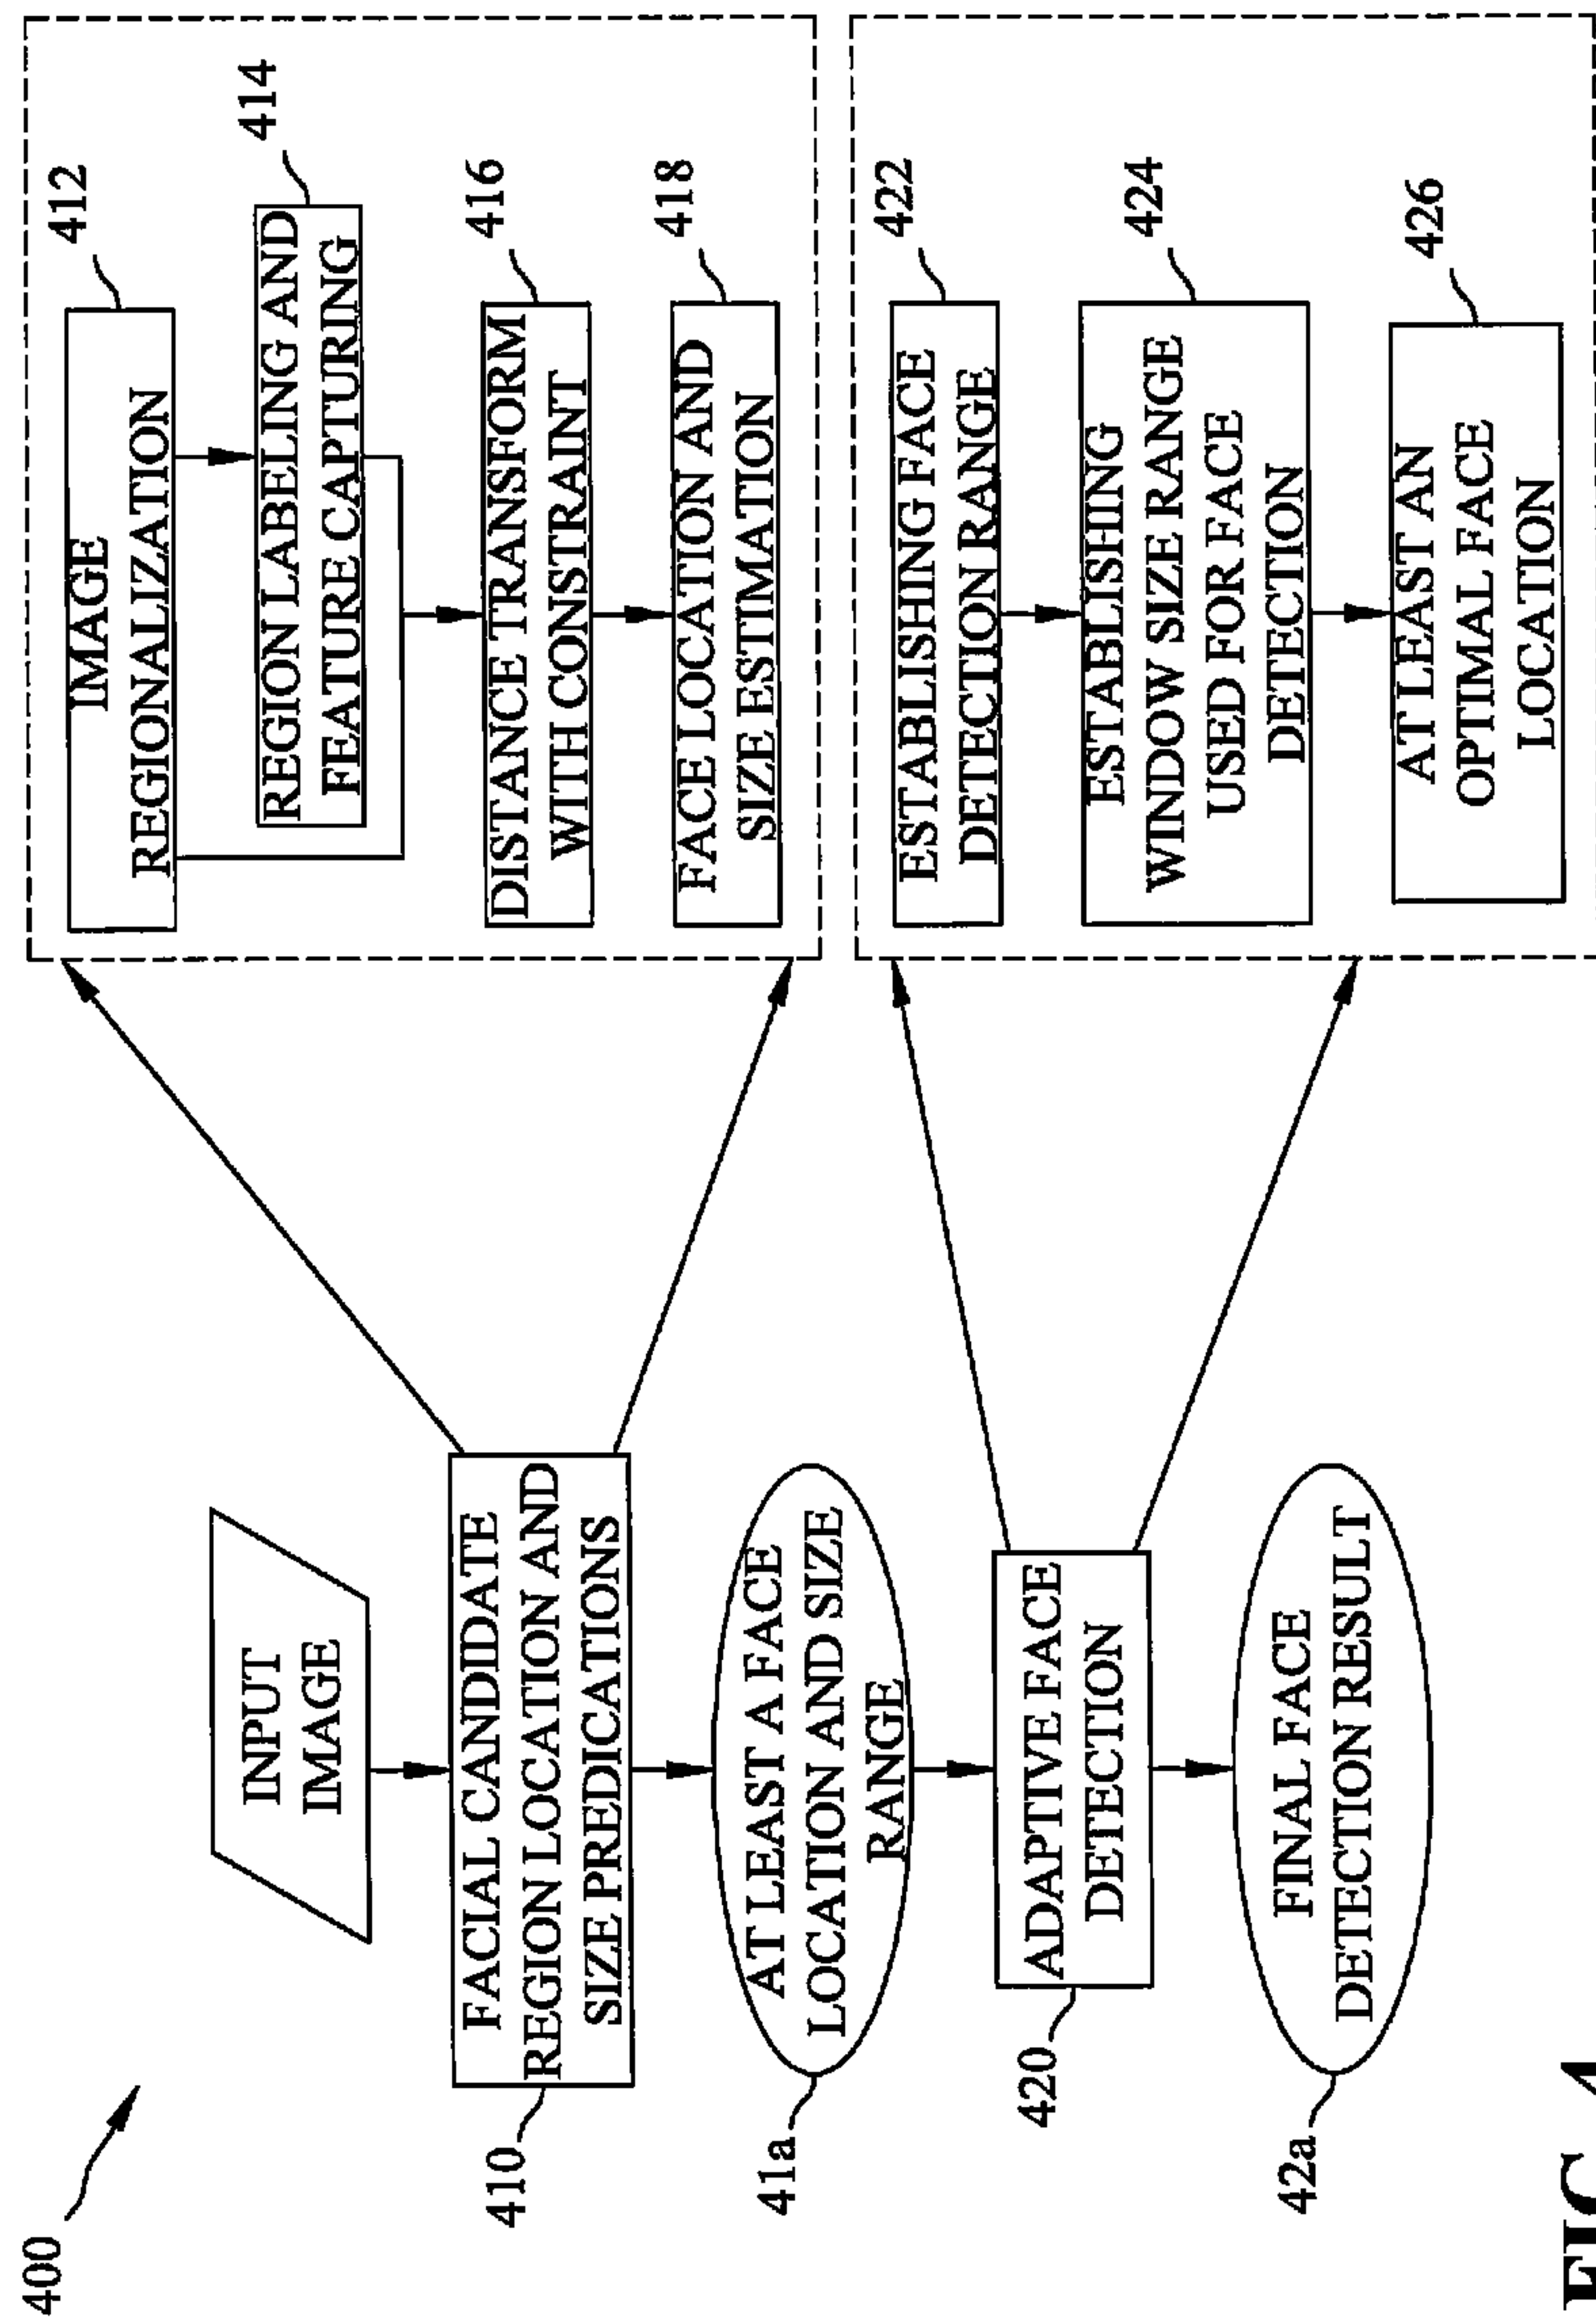 400
INPUT
IMAGE
410
FACIAL CANDIDATE
REGION LOCATION AND
SIZE PREDICATIONS
41a
AT LEAST A FACE
LOCATION AND SIZE
RANGE
420
ADAPTIVE FACE
DETECTION
42a
FINAL FACE
DETECTION RESULT
412
IMAGE
REGIONALIZATION
414
REGION LABELING AND
FEATURE CAPTURING
416
DISTANCE TRANSFORM
WITH CONSTRAINT
418
FACE LOCATION AND
SIZE ESTIMATION
422
ESTABLISHING FACE
DETECTION RANGE
424
ESTABLISHING
WINDOW SIZE RANGE
USED FOR FACE
DETECTION
426
AT LEAST AN
OPTIMAL FACE
LOCATION